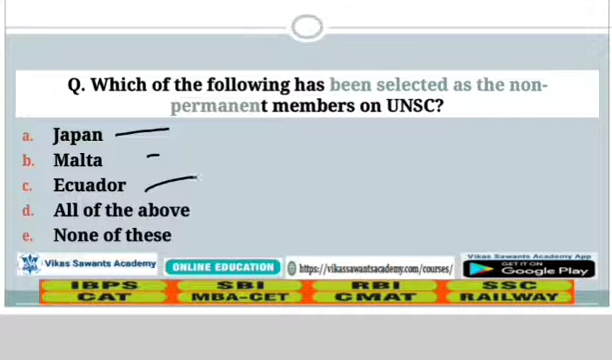 Q. Which of the following has been selected as the non-
permanent members on UNSC?
a. Japan
b. Malta
c. Ecuador
d. All of the above
e. None of these
Vikas Sawants Academy
ONLINE EDUCATION
https://vikassawantsacademy.com/courses/
Vikas Sawants Academy App
GET IT ON
Google Play
IBPS SBI RBI SSC
CAT MBA-CET CMAT RAILWAY